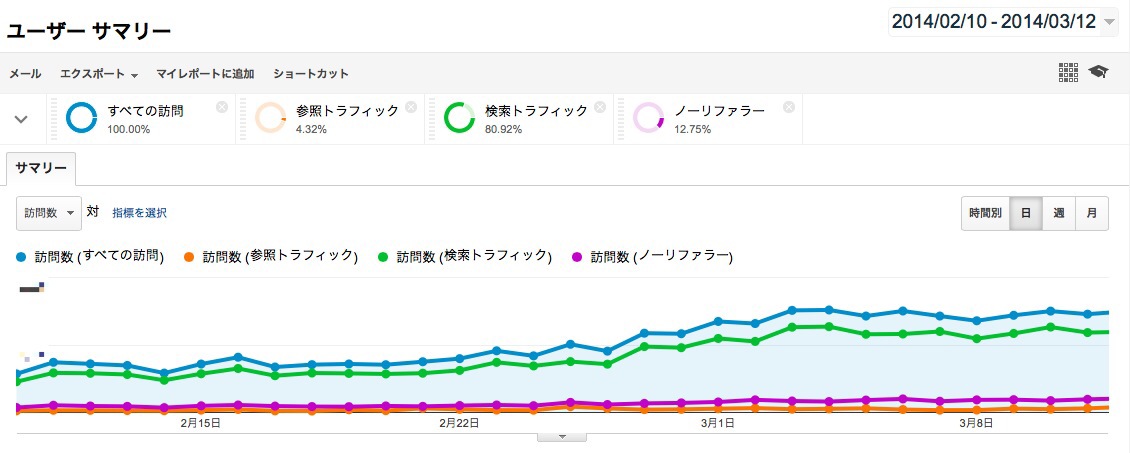 ユーザー サマリー
2014/02/10 - 2014/03/12
メール エクスポート マイレポートに追加 ショートカット
すべての訪問 参照トラフィック 検索トラフィック ノーリファラー
100.00% 4.32% 80.92% 12.75%
サマリー
訪問数 対 指標を選択 時間別 日 週 月
訪問数 (すべての訪問) 訪問数 (参照トラフィック) 訪問数 (検索トラフィック) 訪問数 (ノーリファラー)
2月15日 2月22日 3月1日 3月8日